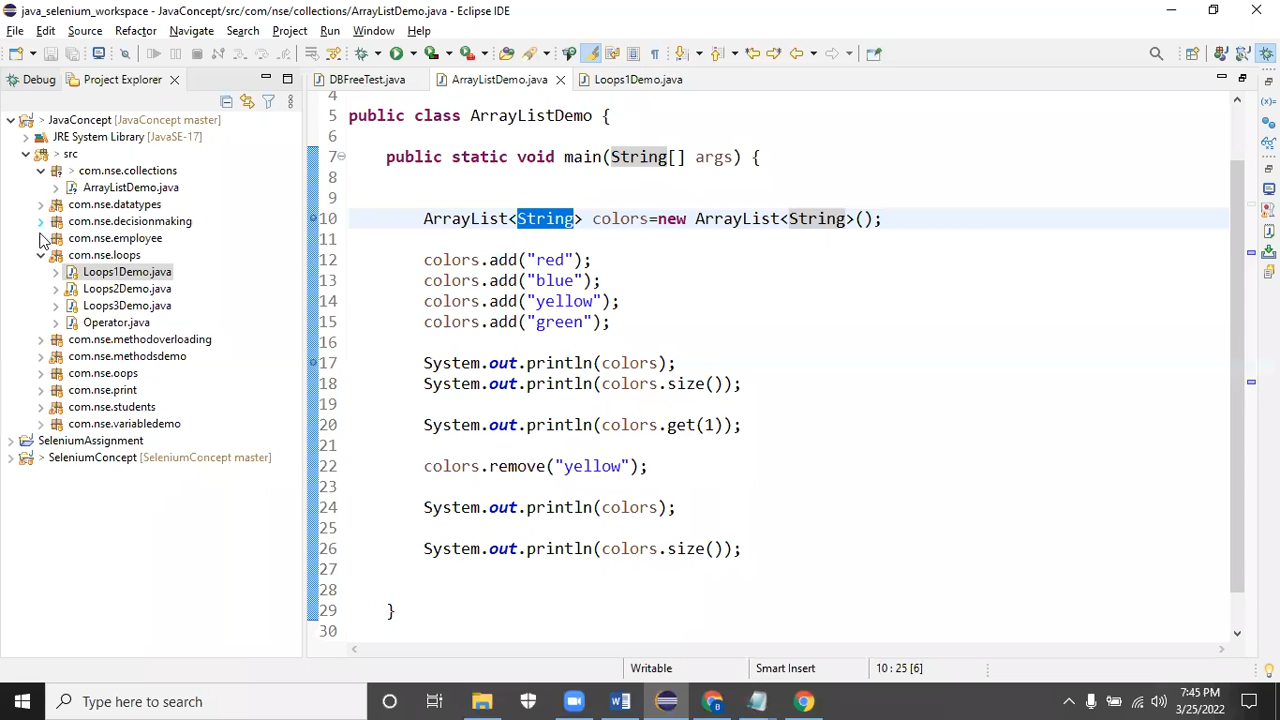 java_selenium_workspace - JavaConcept/src/com/nse/collections/ArrayListDemo.java - Eclipse IDE
File Edit Source Refactor Navigate Search Project Run Window Help
Debug Project Explorer
DBFreeTest.java ArrayListDemo.java Loops1Demo.java
> JavaConcept [JavaConcept master]
JRE System Library [JavaSE-17]
> src
> com.nse.collections
ArrayListDemo.java
com.nse.datatypes
com.nse.decisionmaking
com.nse.employee
com.nse.loops
Loops1Demo.java
Loops2Demo.java
Loops3Demo.java
Operator.java
com.nse.methodoverloading
com.nse.methodsdemo
com.nse.oops
com.nse.print
com.nse.students
com.nse.variabledemo
SeleniumAssignment
> SeleniumConcept [SeleniumConcept master]
4
5 public class ArrayListDemo {
6
7 public static void main(String[] args) {
8
9
10 ArrayList<String> colors=new ArrayList<String>();
11
12 colors.add("red");
13 colors.add("blue");
14 colors.add("yellow");
15 colors.add("green");
16
17 System.out.println(colors);
18 System.out.println(colors.size());
19
20 System.out.println(colors.get(1));
21
22 colors.remove("yellow");
23
24 System.out.println(colors);
25
26 System.out.println(colors.size());
27
28
29 }
30
Writable Smart Insert 10 : 25 [6]
Type here to search
7:45 PM
3/25/2022